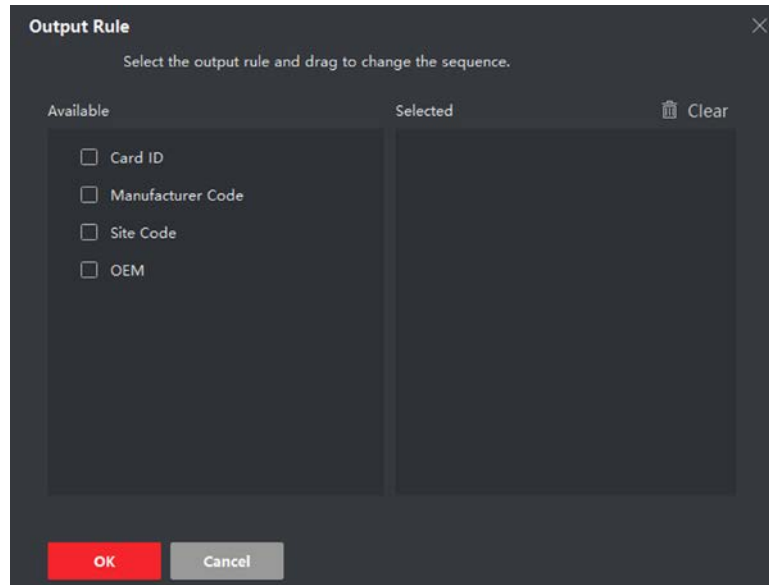 Output Rule
Select the output rule and drag to change the sequence.
Available
Selected
Clear
Card ID
Manufacturer Code
Site Code
OEM
OK
Cancel